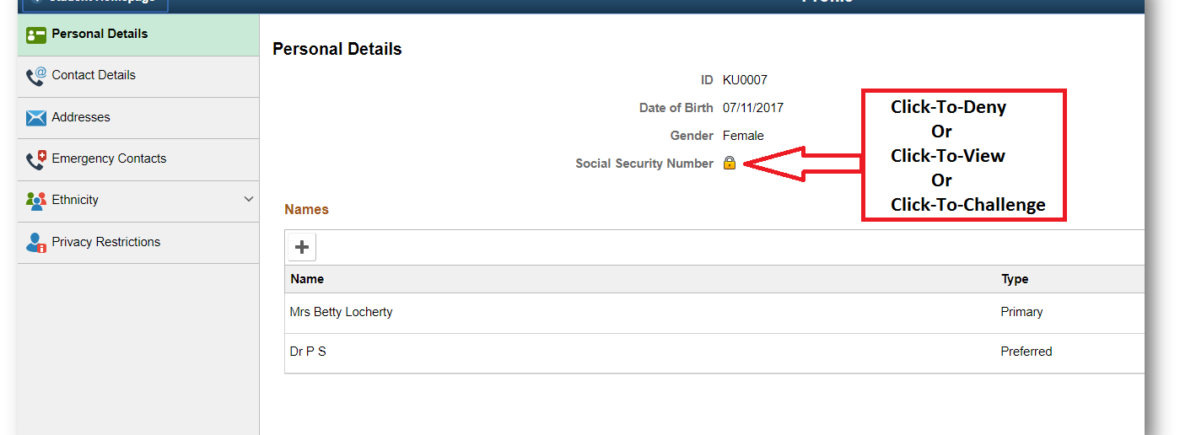 Student Homepage
Profile
Personal Details
Contact Details
Addresses
Emergency Contacts
Ethnicity
Privacy Restrictions
Personal Details
ID KU0007
Date of Birth 07/11/2017
Gender Female
Social Security Number
Click-To-Deny
Or
Click-To-View
Or
Click-To-Challenge
Names
+
Name Type
Mrs Betty Locherty Primary
Dr P S Preferred